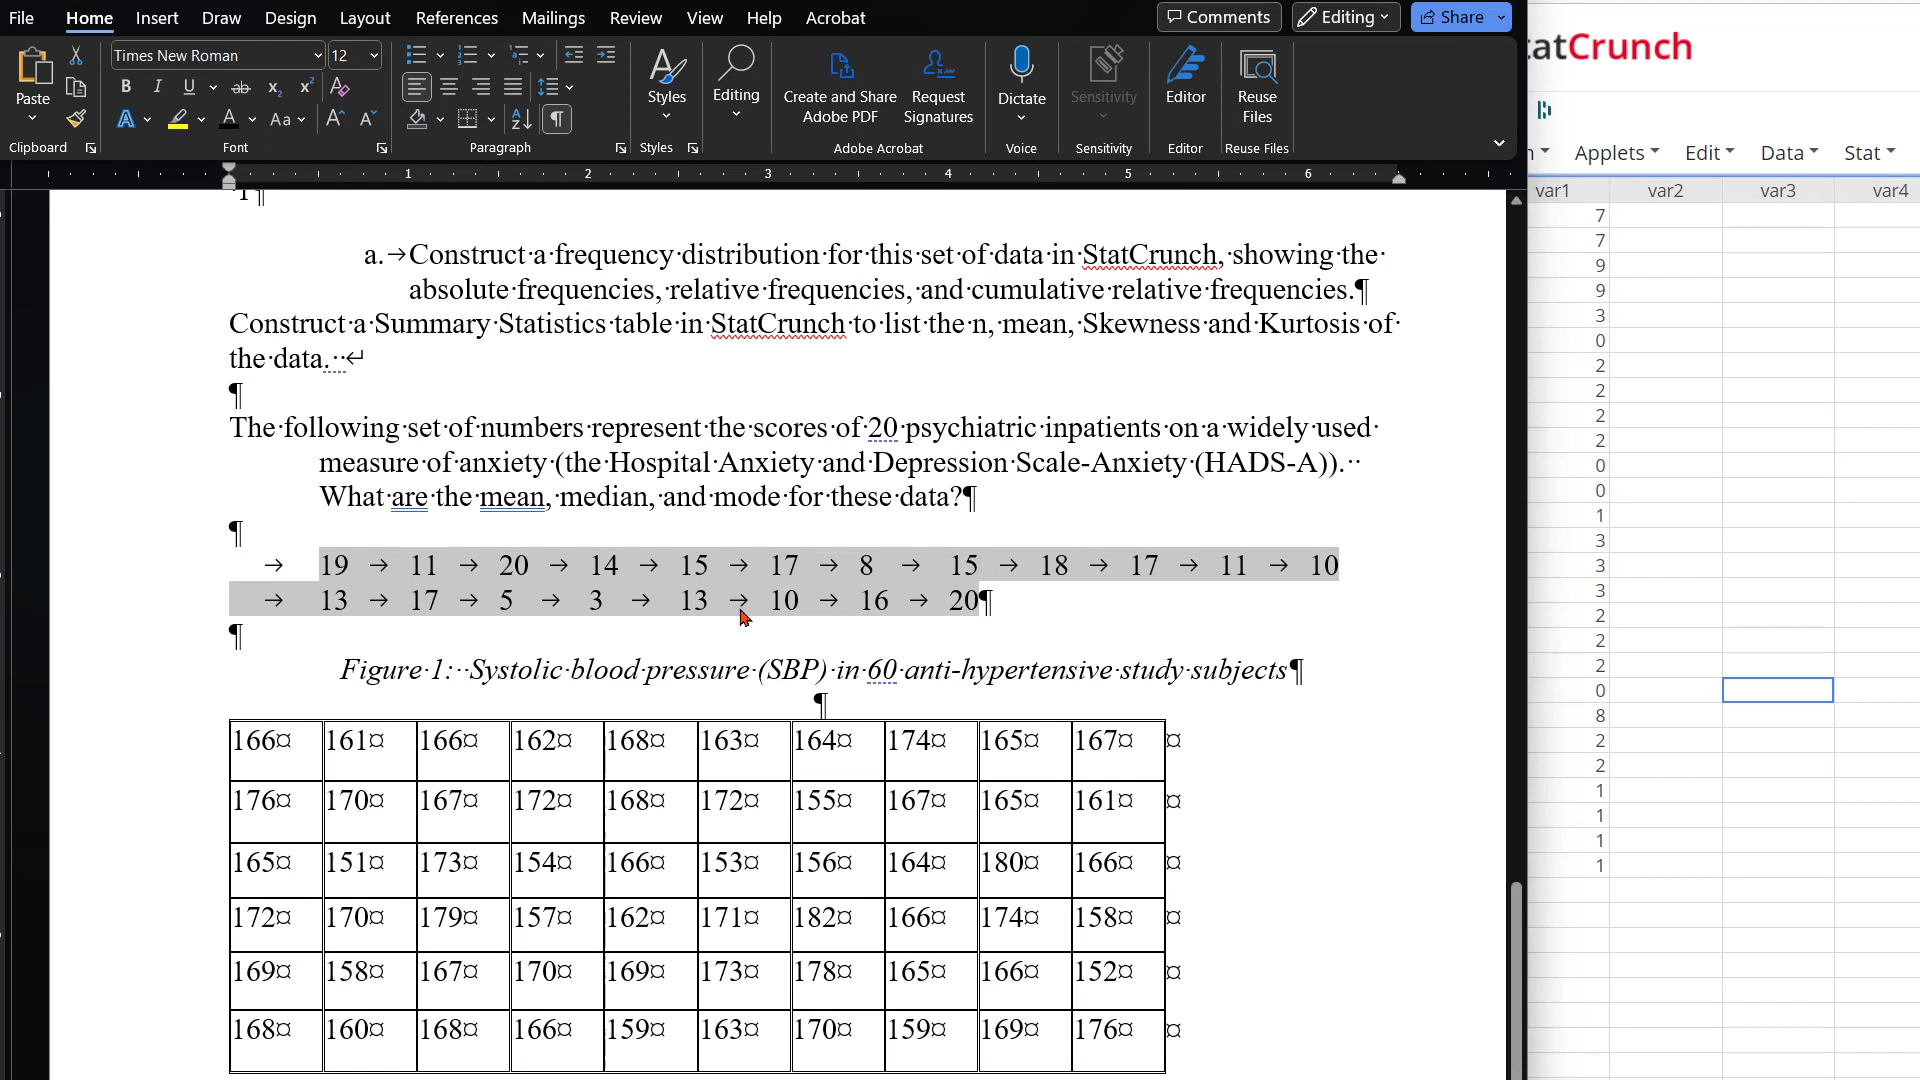 File Home Insert Draw Design Layout References Mailings Review View Help Acrobat
Comments Editing Share
Paste
Clipboard
Times New Roman 12
B I U ab x₂ x² A
A A Aa A A
Font
Paragraph
Styles
Styles
Editing
Create and Share
Adobe PDF
Request
Signatures
Adobe Acrobat
Dictate
Voice
Sensitivity
Sensitivity
Editor
Editor
Reuse
Files
Reuse Files
1 2 3 4 5 6
a. Construct a frequency distribution for this set of data in StatCrunch, showing the
absolute frequencies, relative frequencies, and cumulative relative frequencies.
Construct a Summary Statistics table in StatCrunch to list the n, mean, Skewness and Kurtosis of
the data.
The following set of numbers represent the scores of 20 psychiatric inpatients on a widely used
measure of anxiety (the Hospital Anxiety and Depression Scale-Anxiety (HADS-A)).
What are the mean, median, and mode for these data?
19 11 20 14 15 17 8 15 18 17 11 10
13 17 5 3 13 10 16 20
Figure 1: Systolic blood pressure (SBP) in 60 anti-hypertensive study subjects
166 161 166 162 168 163 164 174 165 167
176 170 167 172 168 172 155 167 165 161
165 151 173 154 166 153 156 164 180 166
172 170 179 157 162 171 182 166 174 158
169 158 167 170 169 173 178 165 166 152
168 160 168 166 159 163 170 159 169 176
tatCrunch
Applets Edit Data Stat
var1 var2 var3 var4
7
7
9
9
3
0
2
2
2
2
0
0
1
3
3
3
2
2
2
0
8
2
2
1
1
1
1